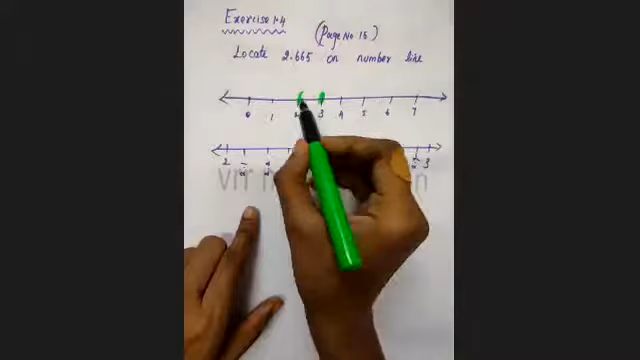 Exercise 1.4
(Page No 15)
Locate 2.665 on number line
0 1 2 3 4 5 6 7
2 3